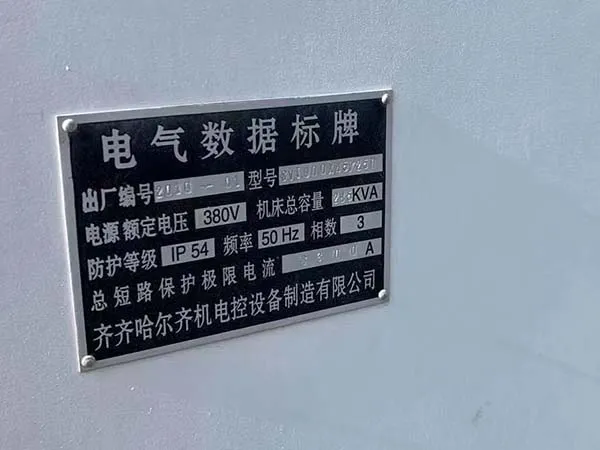 电气数据标牌
出厂编号 2010 — 01 型号
电源额定电压 380V 机床总容量 KVA
防护等级 IP 54 频率 50 Hz 相数 3
总短路保护极限电流 A
齐齐哈尔齐机电控设备制造有限公司